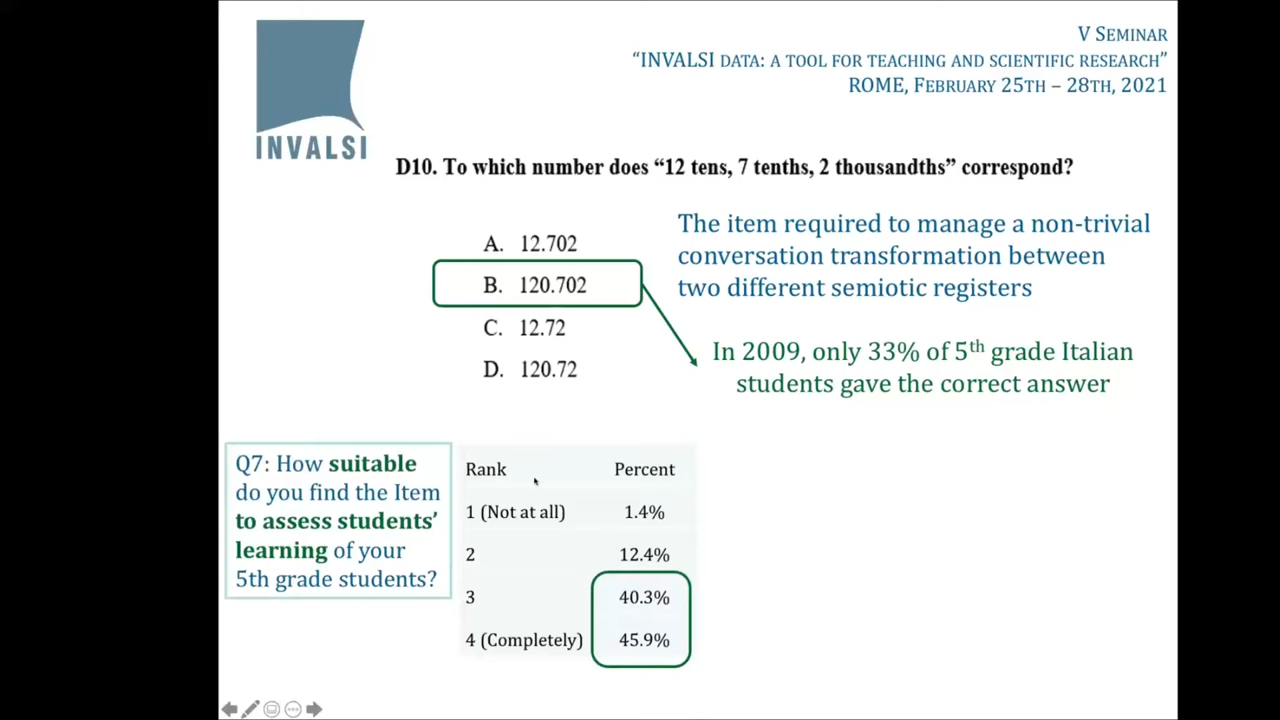 INVALSI
V SEMINAR
“INVALSI DATA: A TOOL FOR TEACHING AND SCIENTIFIC RESEARCH”
ROME, FEBRUARY 25TH – 28TH, 2021
D10. To which number does “12 tens, 7 tenths, 2 thousandths” correspond?
A. 12.702
B. 120.702
C. 12.72
D. 120.72
The item required to manage a non-trivial
conversation transformation between
two different semiotic registers
In 2009, only 33% of 5th grade Italian
students gave the correct answer
Q7: How suitable
do you find the Item
to assess students’
learning of your
5th grade students?
Rank Percent
1 (Not at all) 1.4%
2 12.4%
3 40.3%
4 (Completely) 45.9%